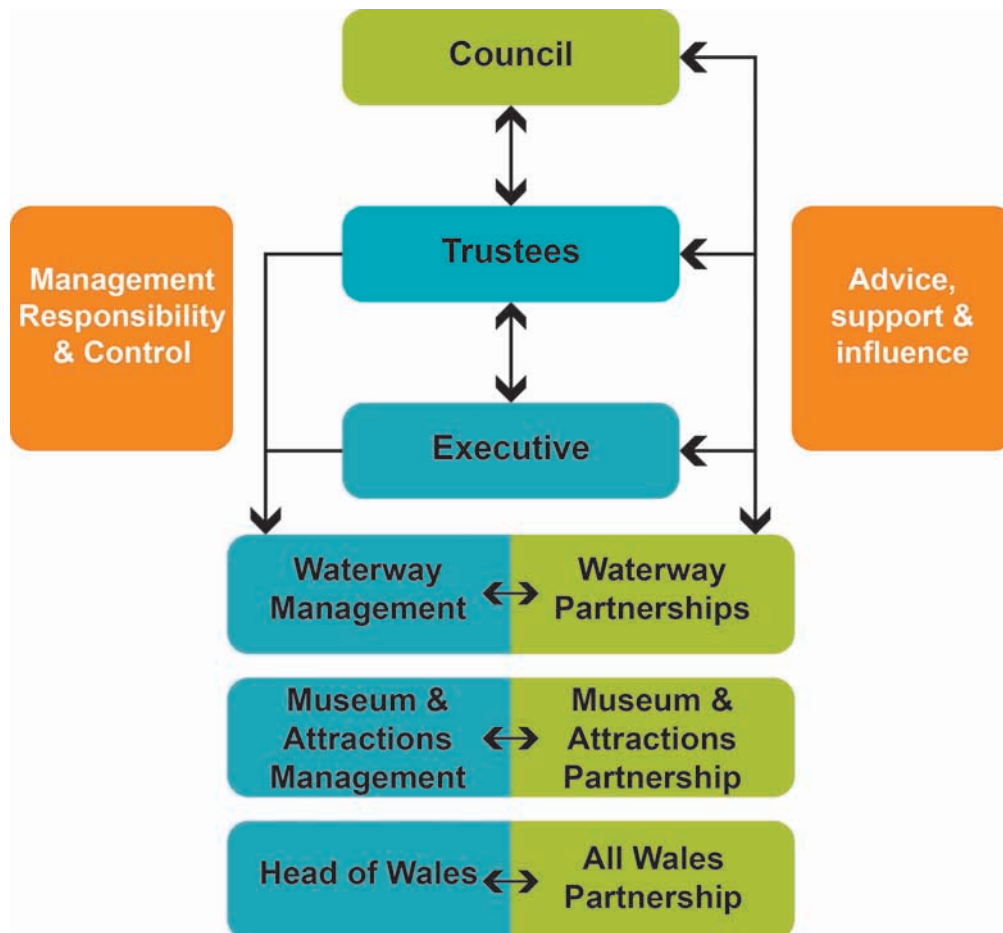 Council
Management
Responsibility
& Control
Trustees
Advice,
support &
influence
Executive
Waterway
Management
Waterway
Partnerships
Museum &
Attractions
Management
Museum &
Attractions
Partnership
Head of Wales
All Wales
Partnership